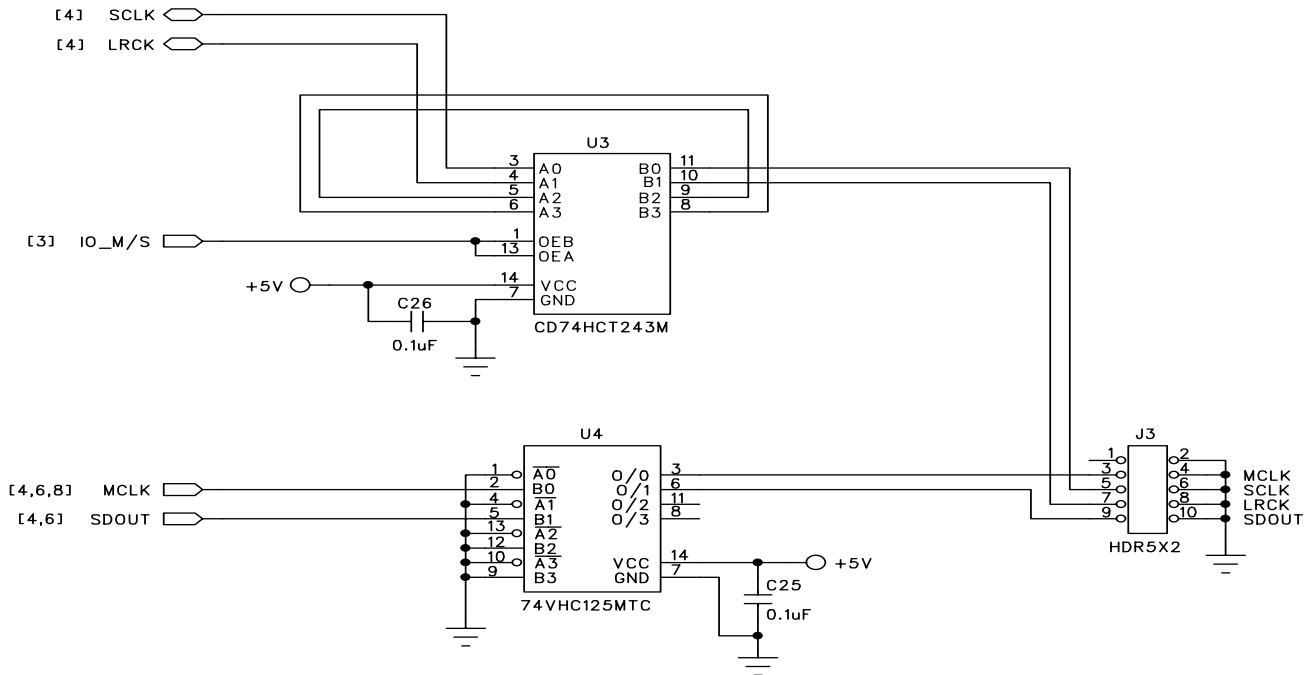 [4] SCLK
[4] LRCK
U3
3 A0 B0 11
4 A1 B1 10
5 A2 B2 9
6 A3 B3 8
[3] IO_M/S
1 OEB
13 OEA
+5V
14 VCC
7 GND
C26
0.1uF
CD74HCT243M
U4
J3
1 A0 O/0 3
2 B0 O/1 6
4 A1 O/2 11
5 B1 O/3 8
13 A2
12 B2
10 A3 VCC 14
9 B3 GND 7
[4,6,8] MCLK
[4,6] SDOUT
74VHC125MTC
+5V
C25
0.1uF
1 2
3 4 MCLK
5 6 SCLK
7 8 LRCK
9 10 SDOUT
HDR5X2